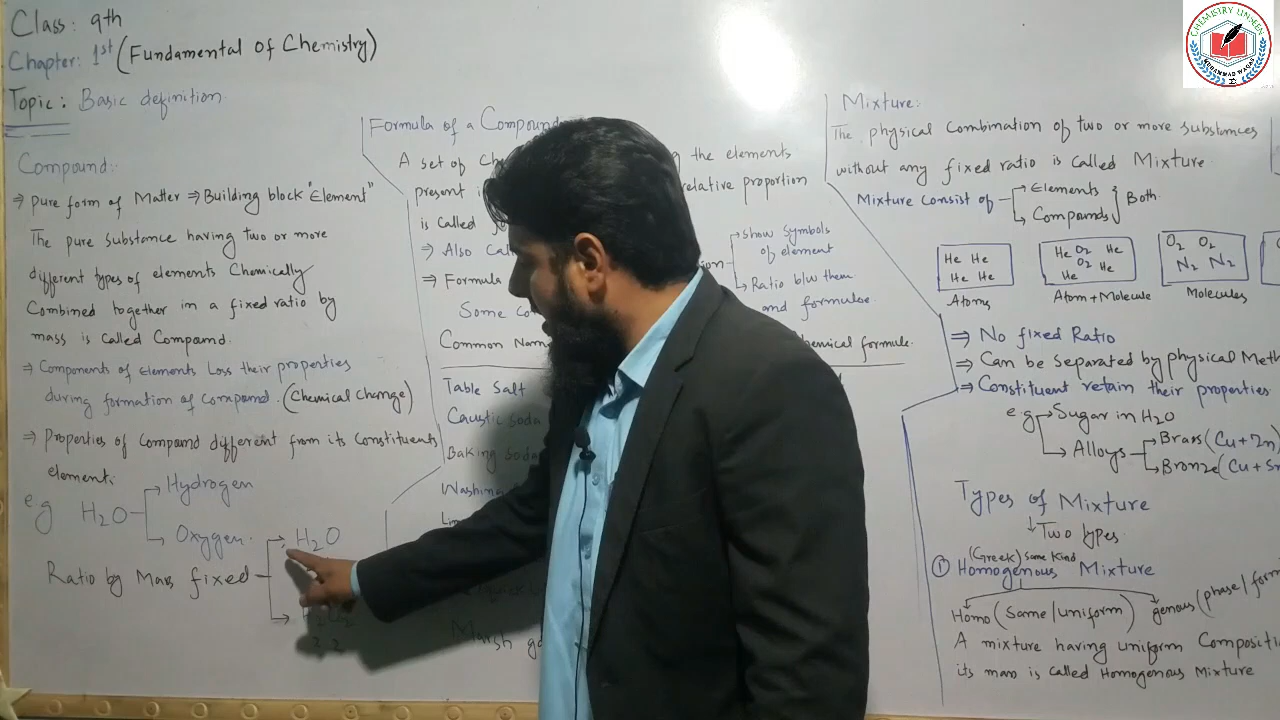 Class: 9th
Chapter: 1st (Fundamental of Chemistry)
Topic: Basic definition
Compound:
⇒ pure form of Matter ⇒ Building block "Element"
The pure substance having two or more
different types of elements Chemically
Combined together in a fixed ratio by
mass is called Compound.
⇒ Components of elements Loss their properties
during formation of compound. (Chemical Change)
⇒ Properties of Compound different from its Constituents
element.
e.g H2O → Hydrogen
→ Oxygen.
Ratio by Mass fixed → H2O
Formula of a Compound
A set of the elements
present relative proportion
is called
⇒ Also
⇒ Formula
→ Show Symbols
of element
→ Ratio b/w them
and formulae.
Some
Common chemical formule.
Table Salt
Caustic soda
Baking soda
Washing
Marsh
Mixture:
The physical Combination of two or more substances
without any fixed ratio is called Mixture.
Mixture Consist of → Elements
→ Compounds } Both
He He
He He
Atoms
He O2 He
O2
He He
Atom + Molecule
O2 O2
N2 N2
Molecules
⇒ No fixed Ratio
⇒ Can be Separated by physical
⇒ Constituent retain their properties
e.g → Sugar in H2O
→ Alloys → Brass (Cu + Zn)
→ Bronze (Cu +
Types of Mixture
↓ Two types
(Greek) same kind
① Homogenous Mixture
Homo (Same / uniform) genous (phase /
A mixture having uniform
its mass is called Homogenous Mixture
CHEMISTRY LINKEX
MUHAMMAD WAQAS